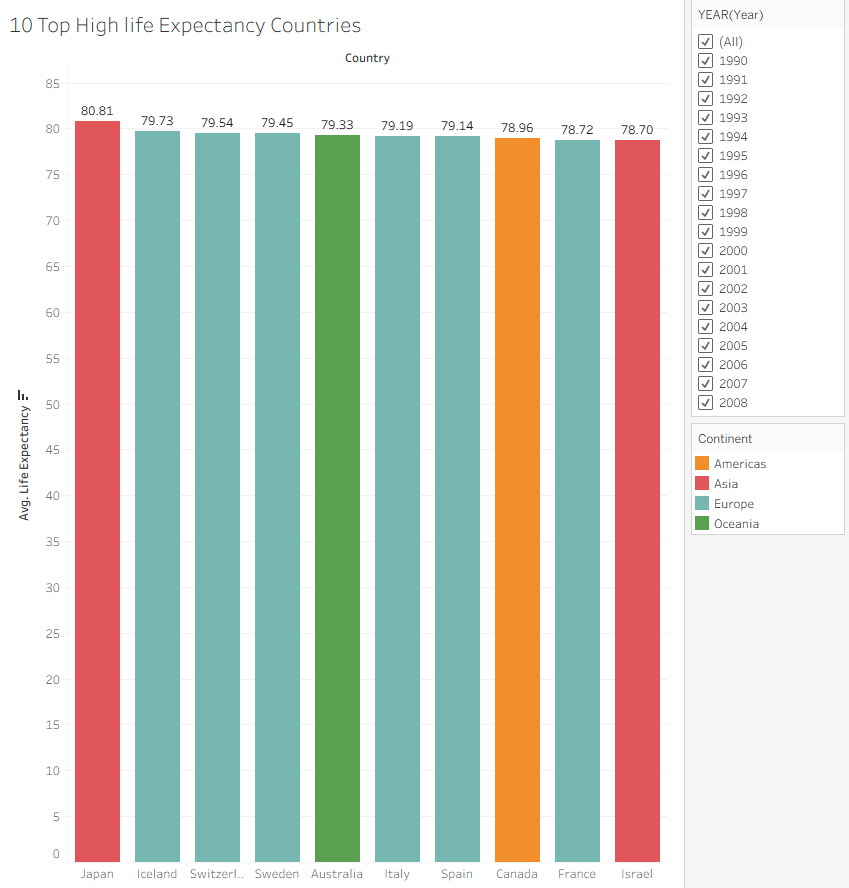 10 Top High life Expectancy Countries
Country
Avg. Life Expectancy
85
80
75
70
65
60
55
50
45
40
35
30
25
20
15
10
5
0
80.81
79.73
79.54
79.45
79.33
79.19
79.14
78.96
78.72
78.70
Japan
Iceland
Switzerl..
Sweden
Australia
Italy
Spain
Canada
France
Israel
YEAR(Year)
(All)
1990
1991
1992
1993
1994
1995
1996
1997
1998
1999
2000
2001
2002
2003
2004
2005
2006
2007
2008
Continent
Americas
Asia
Europe
Oceania